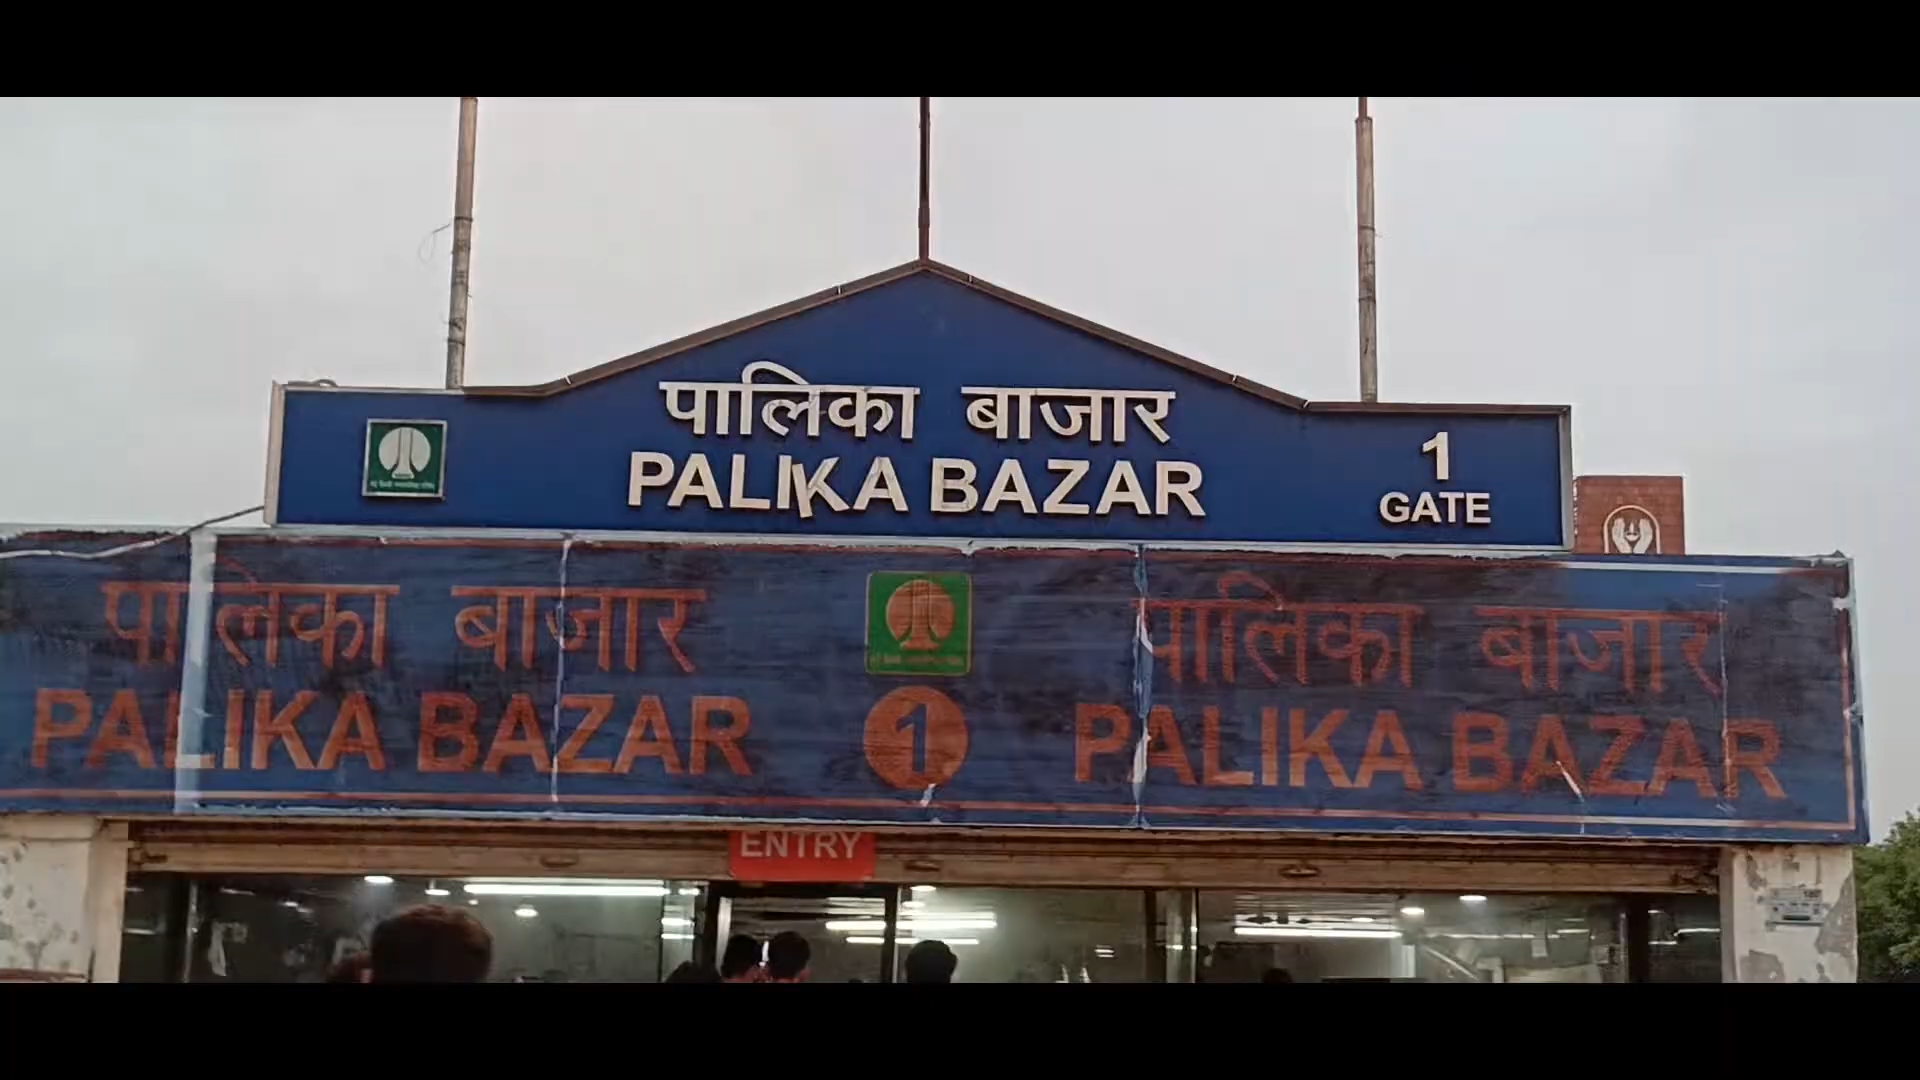 पालिका बाजार
PALIKA BAZAR
1
GATE
पालिका बाजार
PALIKA BAZAR
1
पालिका बाजार
PALIKA BAZAR
ENTRY